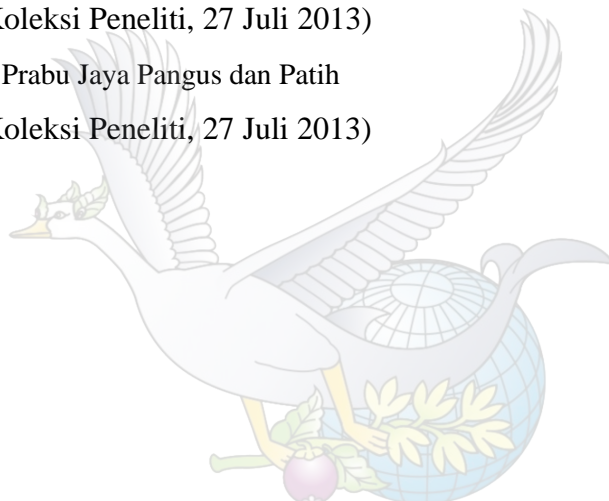 Koleksi Peneliti, 27 Juli 2013)
Prabu Jaya Pangus dan Patih
Koleksi Peneliti, 27 Juli 2013)